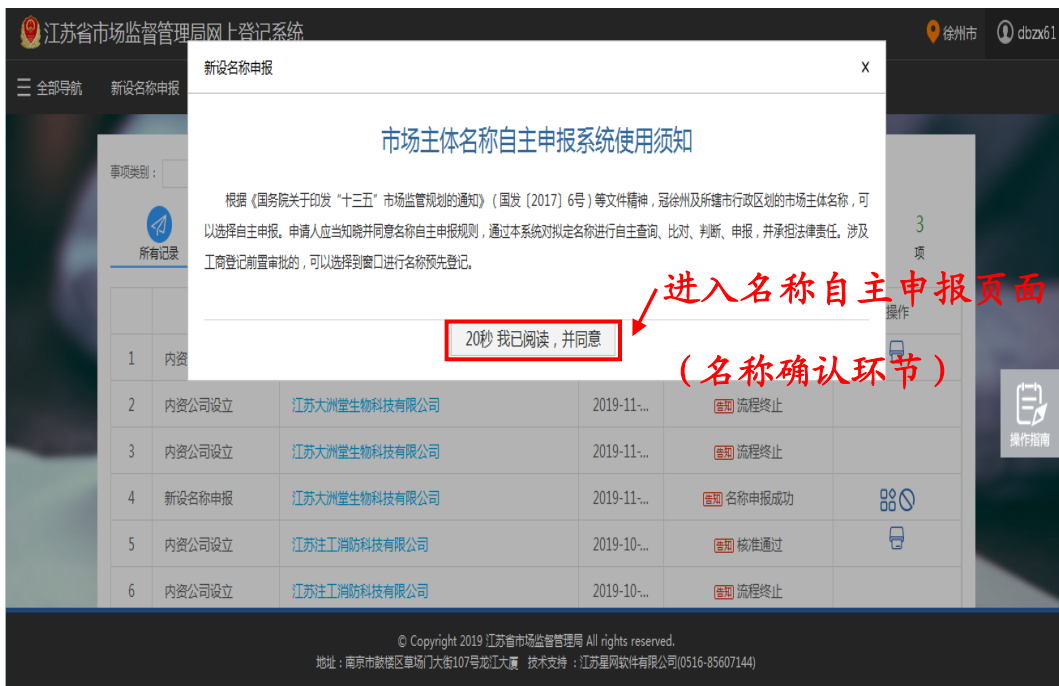 江苏省市场监督管理局网上登记系统
徐州市
dbzx61
全部导航
新设名称申报
新设名称申报
x
市场主体名称自主申报系统使用须知
事项类别：
根据《国务院关于印发“十三五”市场监管规划的通知》（国发〔2017〕6号）等文件精神，冠徐州及所辖市行政区划的市场主体名称，可
以选择自主申报。申请人应当知晓并同意名称自主申报规则，通过本系统对拟定名称进行自主查询、比对、判断、申报，并承担法律责任。涉及
工商登记前置审批的，可以选择到窗口进行名称预先登记。
所有记录
3
项
进入名称自主申报页面
操作
20秒 我已阅读，并同意
（名称确认环节）
1 内资
2 内资公司设立 江苏大洲堂生物科技有限公司 2019-11-... 告知 流程终止
3 内资公司设立 江苏大洲堂生物科技有限公司 2019-11-... 告知 流程终止
4 新设名称申报 江苏大洲堂生物科技有限公司 2019-11-... 告知 名称申报成功
5 内资公司设立 江苏注工消防科技有限公司 2019-10-... 告知 核准通过
6 内资公司设立 江苏注工消防科技有限公司 2019-10-... 告知 流程终止
操作指南
© Copyright 2019 江苏省市场监督管理局 All rights reserved.
地址：南京市鼓楼区草场门大街107号龙江大厦 技术支持 ：江苏星网软件有限公司(0516-85607144)